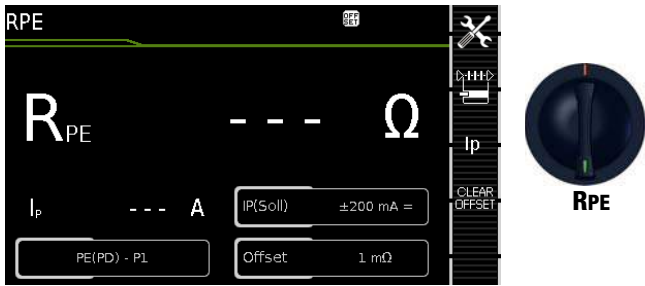 RPE
OFF
SET
RPE
- - - Ω
Ip
IP
- - - A
IP(Soll)
±200 mA =
CLEAR
OFFSET
PE(PD) - P1
Offset
1 mΩ
RPE